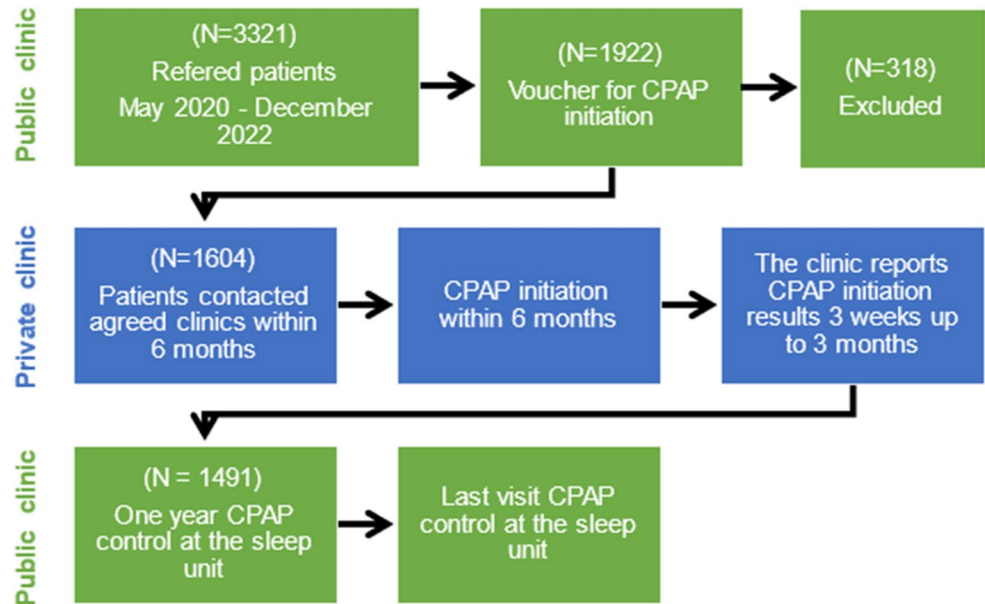 Public clinic
(N=3321)
Refered patients
May 2020 - December
2022
(N=1922)
Voucher for CPAP
initiation
(N=318)
Excluded
Private clinic
(N=1604)
Patients contacted
agreed clinics within
6 months
CPAP initiation
within 6 months
The clinic reports
CPAP initiation
results 3 weeks up
to 3 months
Public clinic
(N = 1491)
One year CPAP
control at the sleep
unit
Last visit CPAP
control at the sleep
unit